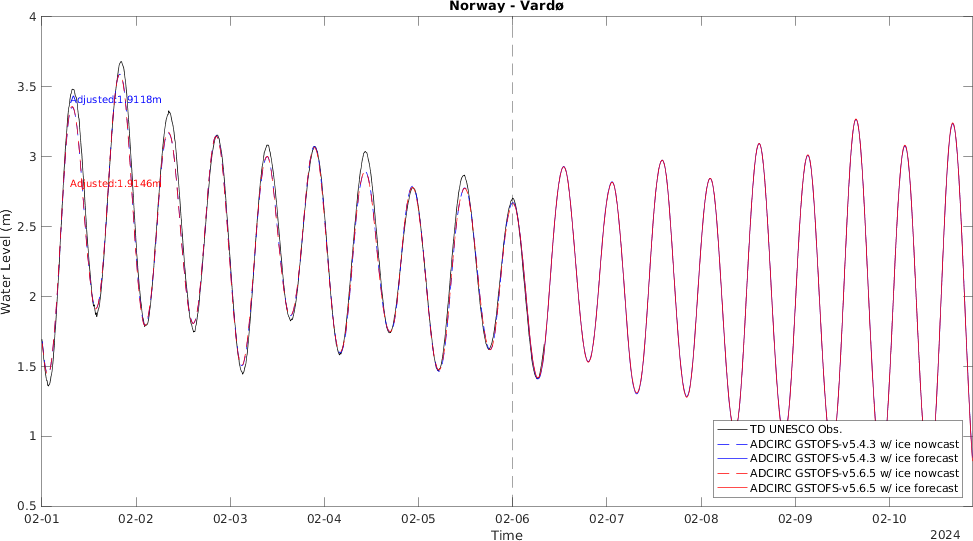 Norway - Vardø
4
3.5
3
2.5
2
1.5
1
0.5
Water Level (m)
Adjusted:1.9118m
Adjusted:1.9146m
TD UNESCO Obs.
ADCIRC GSTOFS-v5.4.3 w/ ice nowcast
ADCIRC GSTOFS-v5.4.3 w/ ice forecast
ADCIRC GSTOFS-v5.6.5 w/ ice nowcast
ADCIRC GSTOFS-v5.6.5 w/ ice forecast
02-01 02-02 02-03 02-04 02-05 02-06 02-07 02-08 02-09 02-10
Time
2024